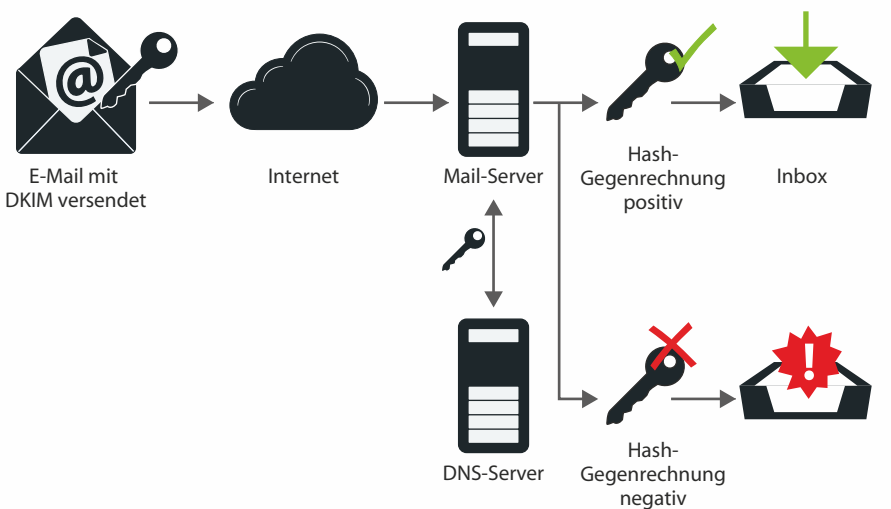 @
E-Mail mit
DKIM versendet
Internet
Mail-Server
Hash-
Gegenrechnung
positiv
Inbox
DNS-Server
Hash-
Gegenrechnung
negativ
!